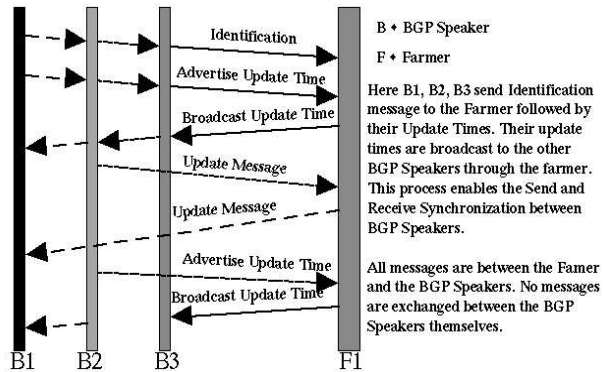 Identification
Advertise Update Time
Broadcast Update Time
Update Message
Update Message
Advertise Update Time
Broadcast Update Time
B1 B2 B3 F1
B ♦ BGP Speaker
F ♦ Farmer
Here B1, B2, B3 send Identification
message to the Farmer followed by
their Update Times. Their update
times are broadcast to the other
BGP Speakers through the farmer.
This process enables the Send and
Receive Synchronization between
BGP Speakers.
All messages are between the Famer
and the BGP Speakers. No messages
are exchanged between the BGP
Speakers themselves.